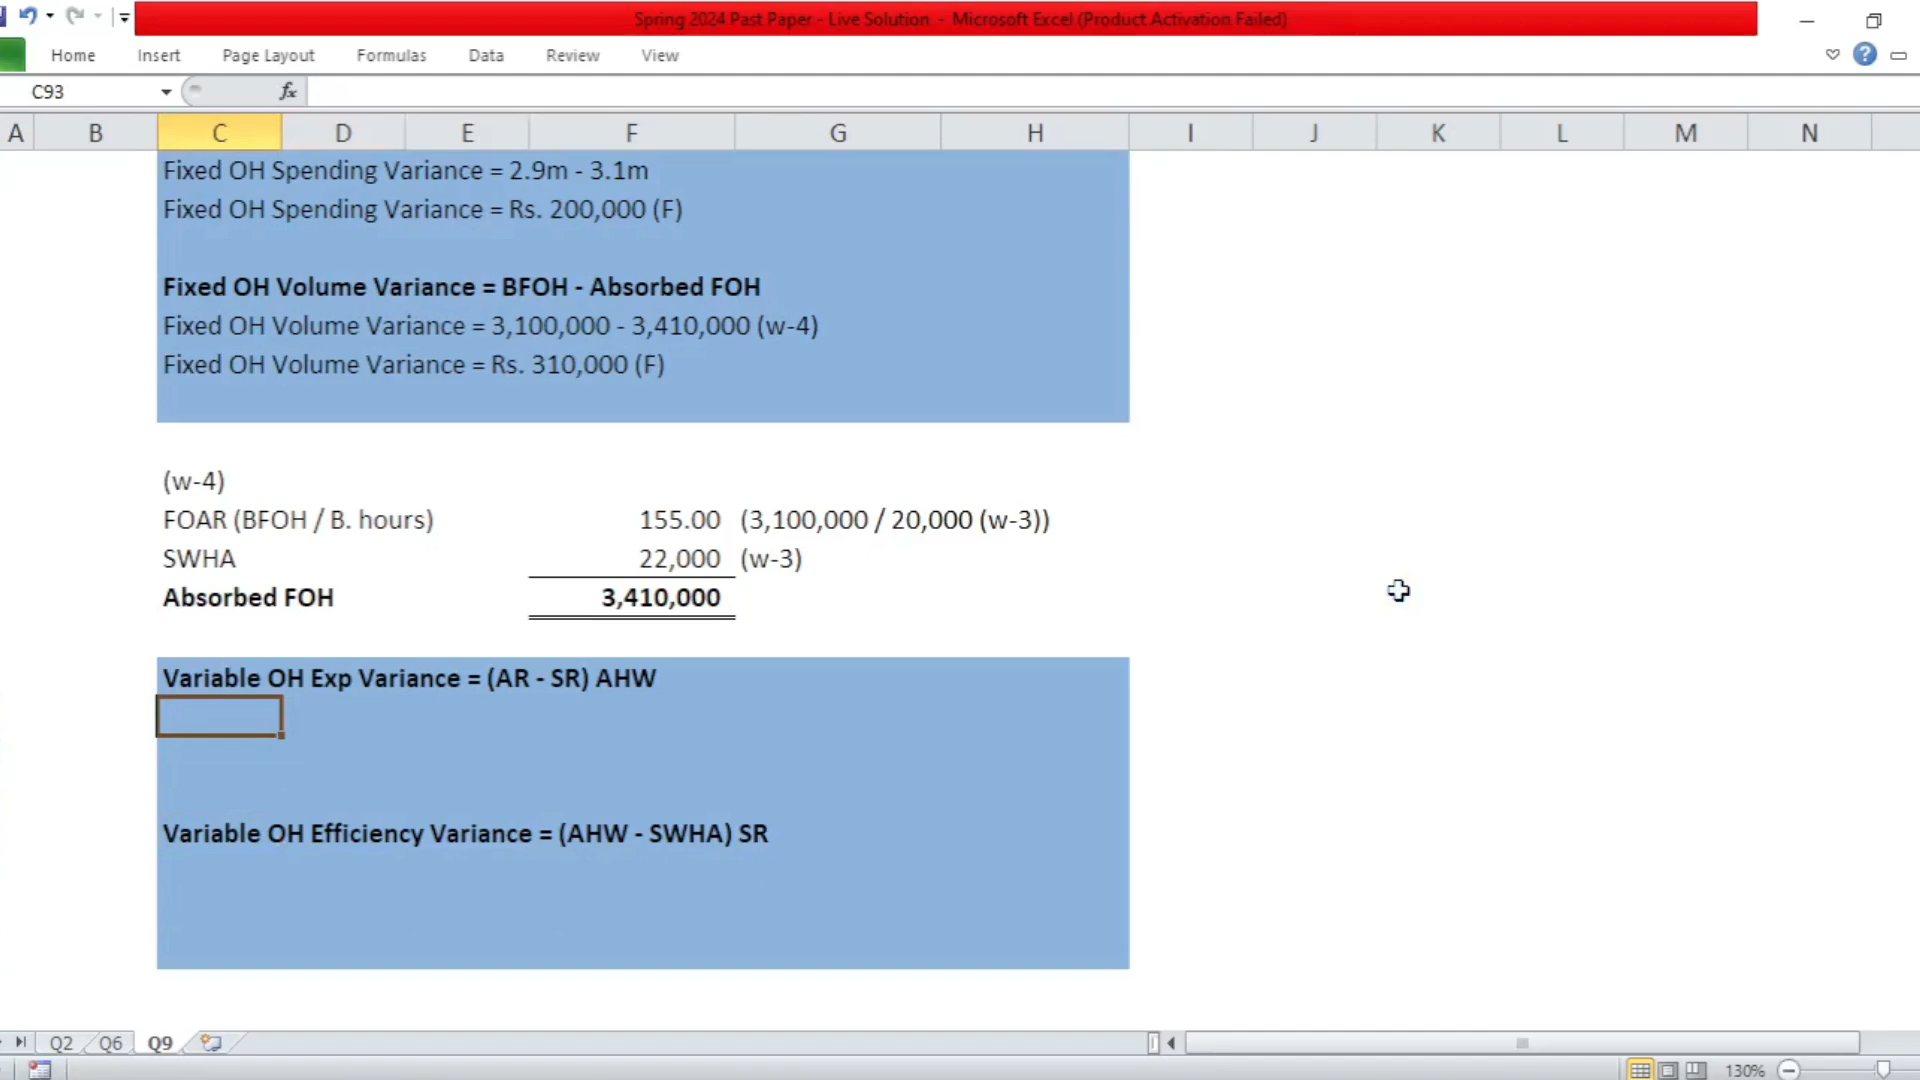 Spring 2024 Past Paper - Live Solution - Microsoft Excel (Product Activation Failed)
Home Insert Page Layout Formulas Data Review View
C93 fx
A B C D E F G H I J K L M N
Fixed OH Spending Variance = 2.9m - 3.1m
Fixed OH Spending Variance = Rs. 200,000 (F)
Fixed OH Volume Variance = BFOH - Absorbed FOH
Fixed OH Volume Variance = 3,100,000 - 3,410,000 (w-4)
Fixed OH Volume Variance = Rs. 310,000 (F)
(w-4)
FOAR (BFOH / B. hours) 155.00 (3,100,000 / 20,000 (w-3))
SWHA 22,000 (w-3)
Absorbed FOH 3,410,000
Variable OH Exp Variance = (AR - SR) AHW
Variable OH Efficiency Variance = (AHW - SWHA) SR
Q2 Q6 Q9
130%